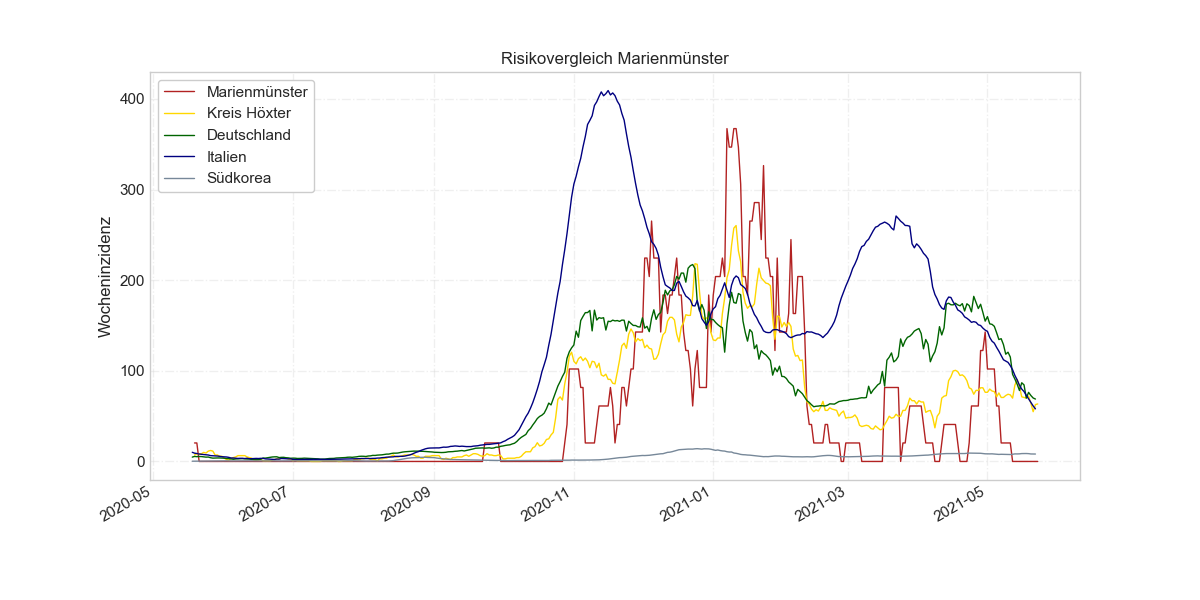 Risikovergleich Marienmünster
Wocheninzidenz
400
300
200
100
0
Marienmünster
Kreis Höxter
Deutschland
Italien
Südkorea
2020-05
2020-07
2020-09
2020-11
2021-01
2021-03
2021-05